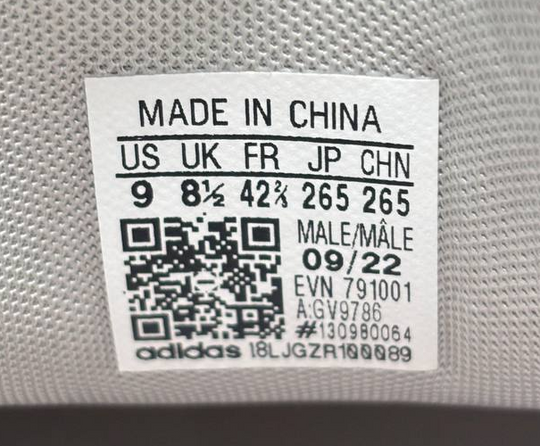 MADE IN CHINA
US UK FR JP CHN
9 8½ 42⅔ 265 265
MALE/MÂLE
09/22
EVN 791001
A:GV9786
#130980064
adidas 18LJGZR100089